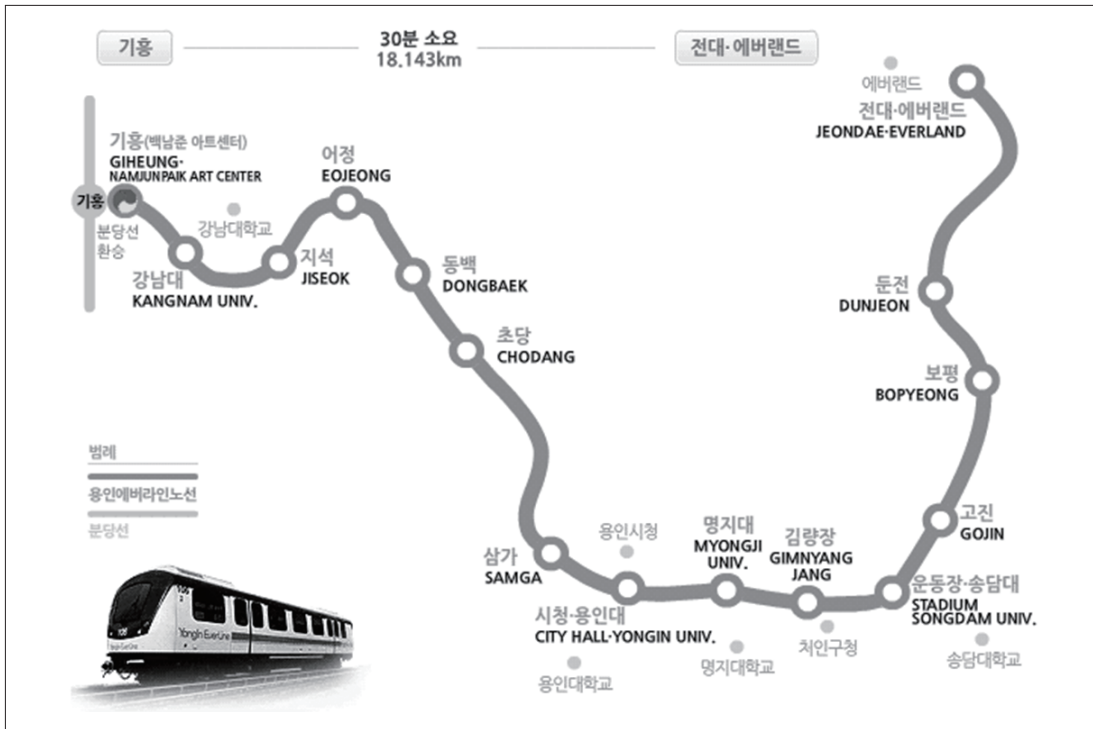 기흥
30분 소요
18.143km
전대·에버랜드
에버랜드
전대·에버랜드
JEONDAE·EVERLAND
기흥(백남준 아트센터)
GIHEUNG·
NAMJUNPAIK ART CENTER
기흥
분당선
환승
강남대학교
강남대
KANGNAM UNIV.
지석
JISEOK
어정
EOJEONG
동백
DONGBAEK
초당
CHODANG
둔전
DUNJEON
보평
BOPYEONG
고진
GOJIN
삼가
SAMGA
용인시청
시청·용인대
CITY HALL·YONGIN UNIV.
용인대학교
명지대
MYONGJI
UNIV.
명지대학교
김량장
GIMNYANG
JANG
처인구청
운동장·송담대
STADIUM
SONGDAM UNIV.
송담대학교
범례
용인에버라인노선
분당선
YongIn EverLine